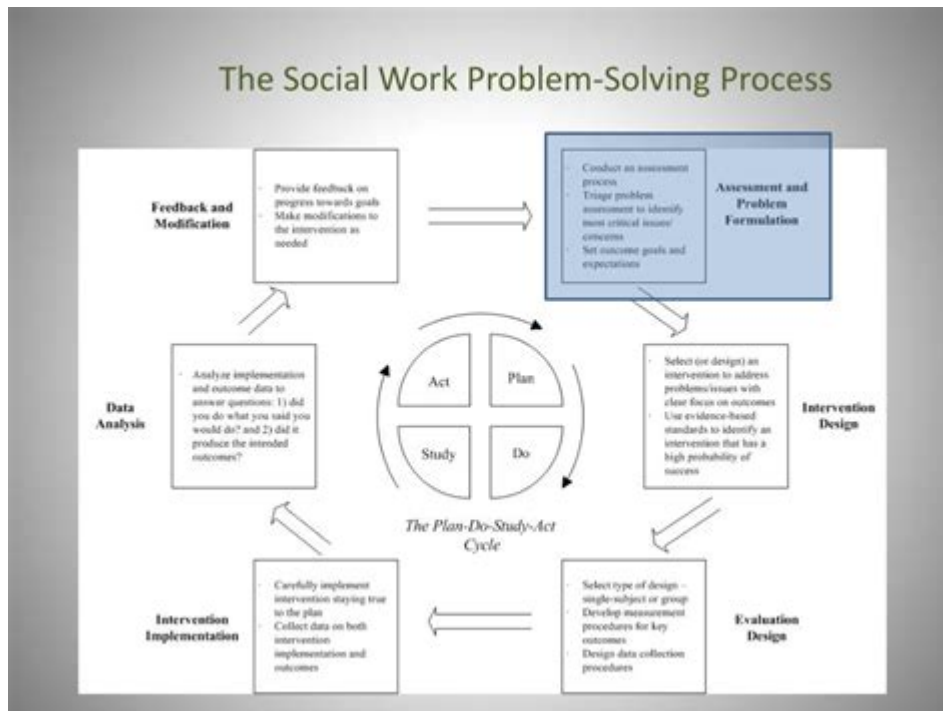 The Social Work Problem-Solving Process
Feedback and
Modification
· Provide feedback on
progress towards goals
· Make modifications to
the intervention as
needed
· Conduct an assessment
process
· Triage problem
assessment to identify
most critical issues/
concerns
· Set outcome goals and
expectations
Assessment and
Problem
Formulation
· Select (or design) an
intervention to address
problems/issues with
clear focus on outcomes
· Use evidence-based
standards to identify an
intervention that has a
high probability of
success
Intervention
Design
· Select type of design –
single-subject or group
· Develop measurement
procedures for key
outcomes
· Design data collection
procedures
Evaluation
Design
Intervention
Implementation
· Carefully implement
intervention staying true
to the plan
· Collect data on both
intervention
implementation and
outcomes
Data
Analysis
· Analyze implementation
and outcome data to
answer questions: 1) did
you do what you said you
would do? and 2) did it
produce the intended
outcomes?
Act
Plan
Study
Do
The Plan-Do-Study-Act
Cycle